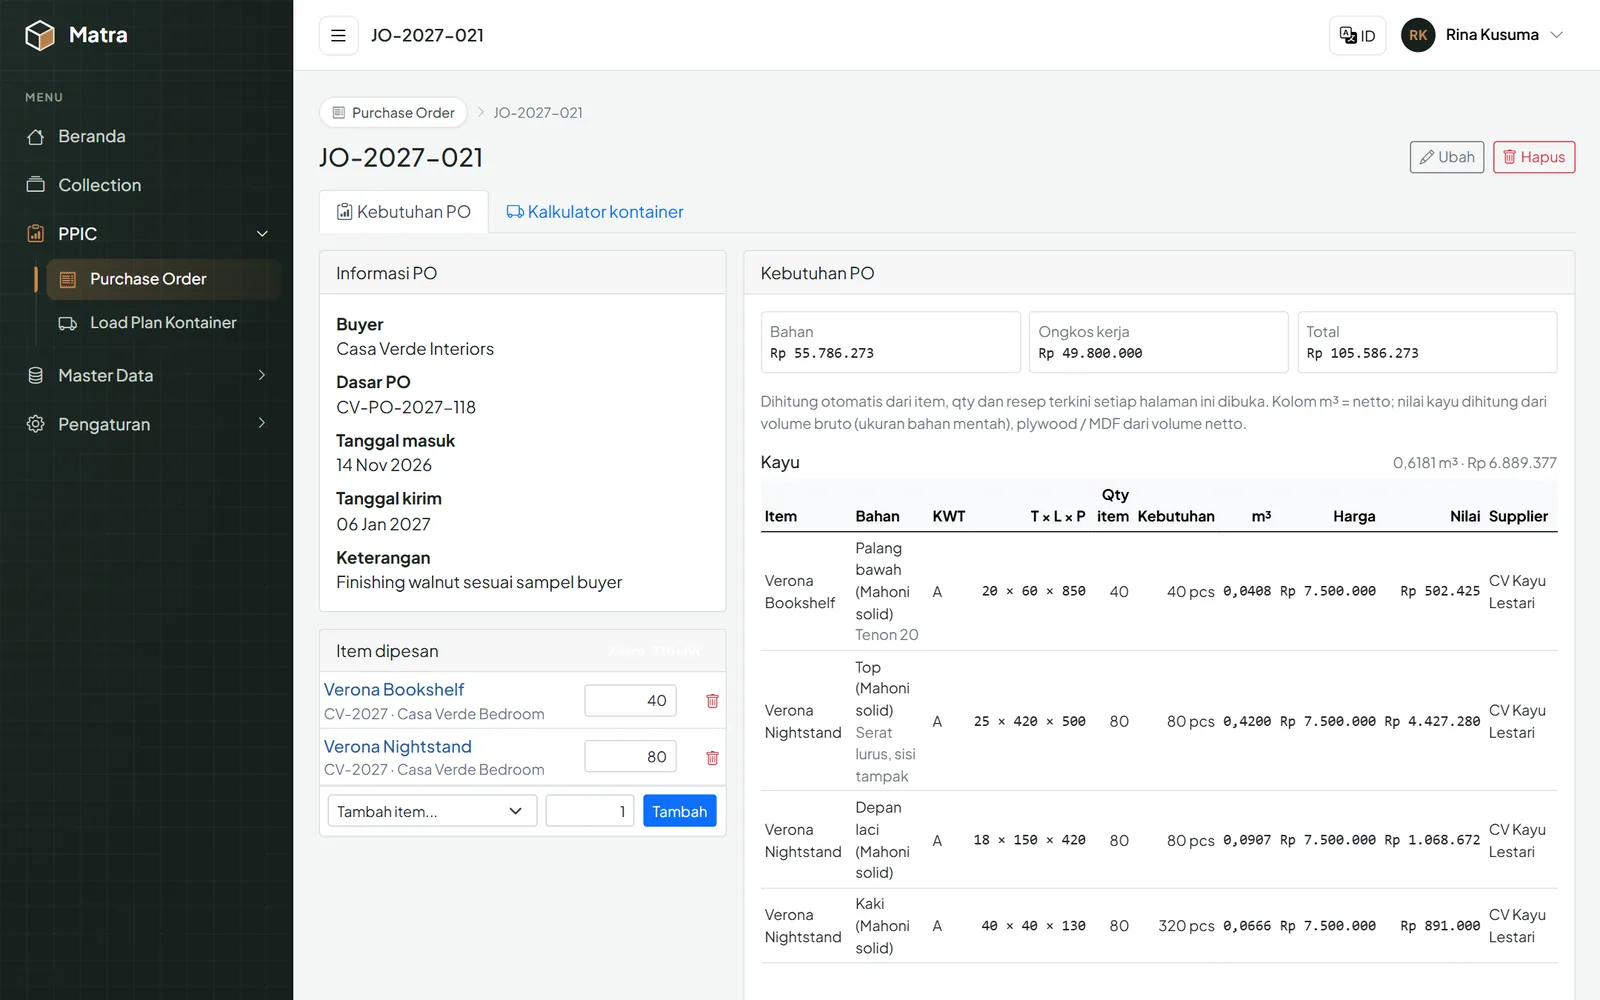 Matra
JO-2027-021
ID
RK
Rina Kusuma
MENU
Beranda
Collection
PPIC
Purchase Order
Load Plan Kontainer
Master Data
Pengaturan
Purchase Order
JO-2027-021
JO-2027-021
Ubah
Hapus
Kebutuhan PO
Kalkulator kontainer
Informasi PO
Buyer
Casa Verde Interiors
Dasar PO
CV-PO-2027-118
Tanggal masuk
14 Nov 2026
Tanggal kirim
06 Jan 2027
Keterangan
Finishing walnut sesuai sampel buyer
Item dipesan
Verona Bookshelf
CV-2027 · Casa Verde Bedroom
40
Verona Nightstand
CV-2027 · Casa Verde Bedroom
80
Tambah item...
1
Tambah
Kebutuhan PO
Bahan
Rp 55.786.273
Ongkos kerja
Rp 49.800.000
Total
Rp 105.586.273
Dihitung otomatis dari item, qty dan resep terkini setiap halaman ini dibuka. Kolom m³ = netto; nilai kayu dihitung dari
volume bruto (ukuran bahan mentah), plywood / MDF dari volume netto.
Kayu
0,6181 m³ · Rp 6.889.377
Item Bahan KWT T × L × P Qty item Kebutuhan m³ Harga Nilai Supplier
Verona Bookshelf Palang bawah (Mahoni solid) Tenon 20 A 20 × 60 × 850 40 40 pcs 0,0408 Rp 7.500.000 Rp 502.425 CV Kayu Lestari
Verona Nightstand Top (Mahoni solid) Serat lurus, sisi tampak A 25 × 420 × 500 80 80 pcs 0,4200 Rp 7.500.000 Rp 4.427.280 CV Kayu Lestari
Verona Nightstand Depan laci (Mahoni solid) A 18 × 150 × 420 80 80 pcs 0,0907 Rp 7.500.000 Rp 1.068.672 CV Kayu Lestari
Verona Nightstand Kaki (Mahoni solid) A 40 × 40 × 130 80 320 pcs 0,0666 Rp 7.500.000 Rp 891.000 CV Kayu Lestari